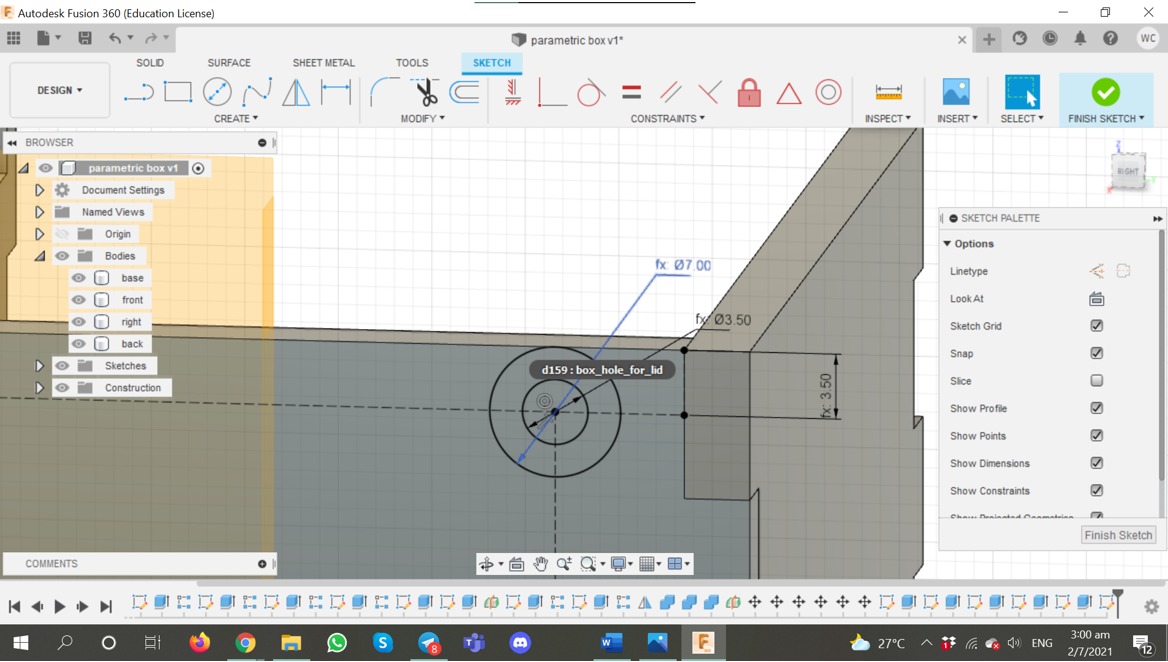 Autodesk Fusion 360 (Education License)
parametric box v1*
WC
DESIGN
SOLID
SURFACE
SHEET METAL
TOOLS
SKETCH
CREATE
MODIFY
CONSTRAINTS
INSPECT
INSERT
SELECT
FINISH SKETCH
BROWSER
parametric box v1
Document Settings
Named Views
Origin
Bodies
base
front
right
back
Sketches
Construction
fx: Ø7.00
fx: Ø3.50
d159 : box_hole_for_lid
fx: 3.50
RIGHT
SKETCH PALETTE
Options
Linetype
Look At
Sketch Grid
Snap
Slice
Show Profile
Show Points
Show Dimensions
Show Constraints
Show Projected Geometries
Finish Sketch
COMMENTS
8
1
27°C
ENG
3:00 am
2/7/2021
12